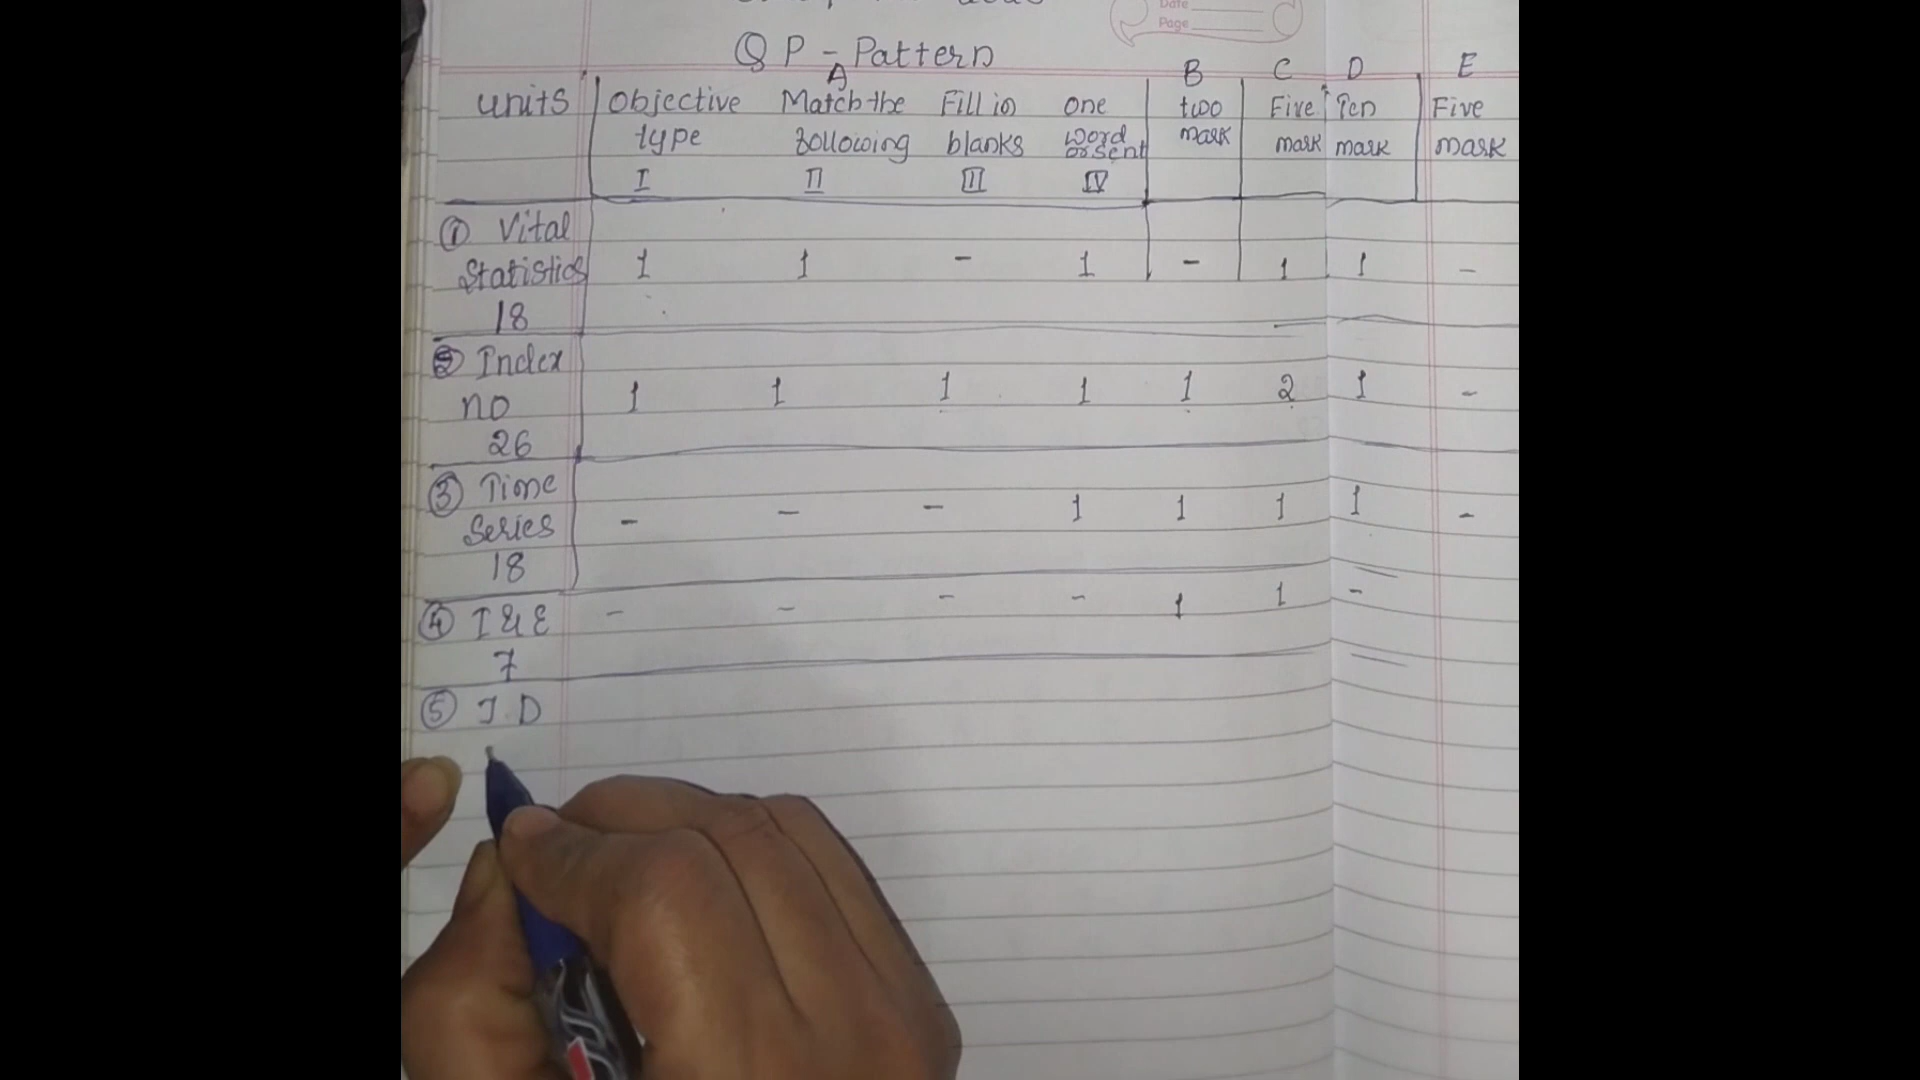 Date
Page
QP - Pattern
A B C D E
units Objective type Match the following Fill in blanks one word or sent two mark Five mark Ten mark Five mark
I II III IV
① Vital
Statistics 1 1 - 1 - 1 1 -
18
② Index
no 1 1 1 1 1 2 1 -
26
③ Time
Series - - - 1 1 1 1 -
18
④ I & E - - - - 1 1 -
7
⑤ T D